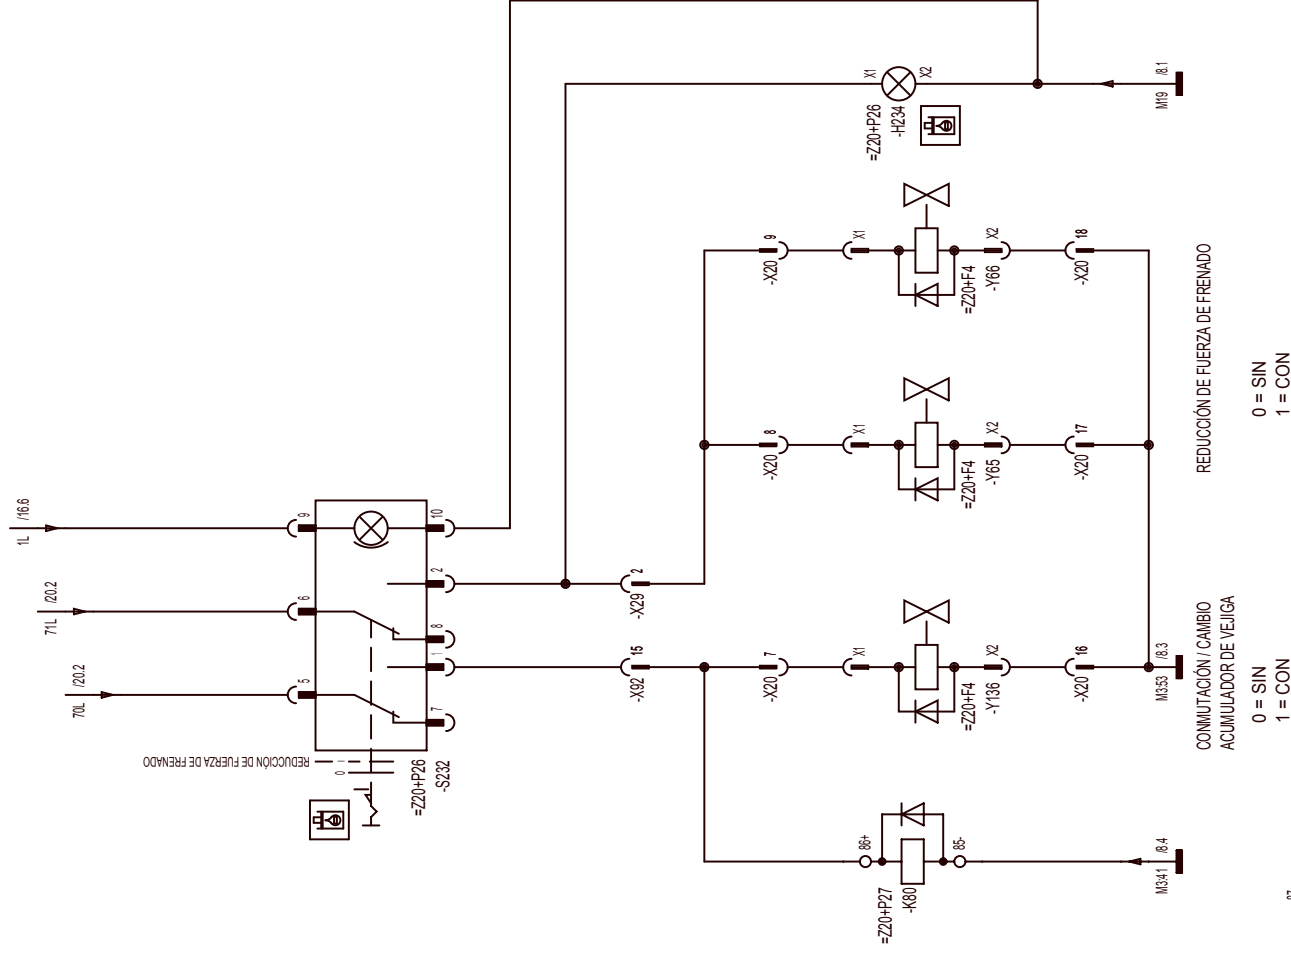 1L /16.6
71L /20.2
70L /20.2
9
6
5
10
2
8
1
7
REDUCCIÓN DE FUERZA DE FRENADO
0
1
=Z20+P26
-S232
X1
X2
=Z20+P26
-H234
M19 /8.1
-X29
2
-X92
15
-X20
9
X1
=Z20+F4
-Y66
X2
-X20
18
-X20
8
X1
=Z20+F4
-Y65
X2
-X20
17
-X20
7
X1
=Z20+F4
-Y136
X2
-X20
16
M3:53 /8.3
86+
85-
=Z20+P27
-K80
M3:41 /8.4
REDUCCIÓN DE FUERZA DE FRENADO
0 = SIN
1 = CON
CONMUTACIÓN / CAMBIO
ACUMULADOR DE VEJIGA
0 = SIN
1 = CON